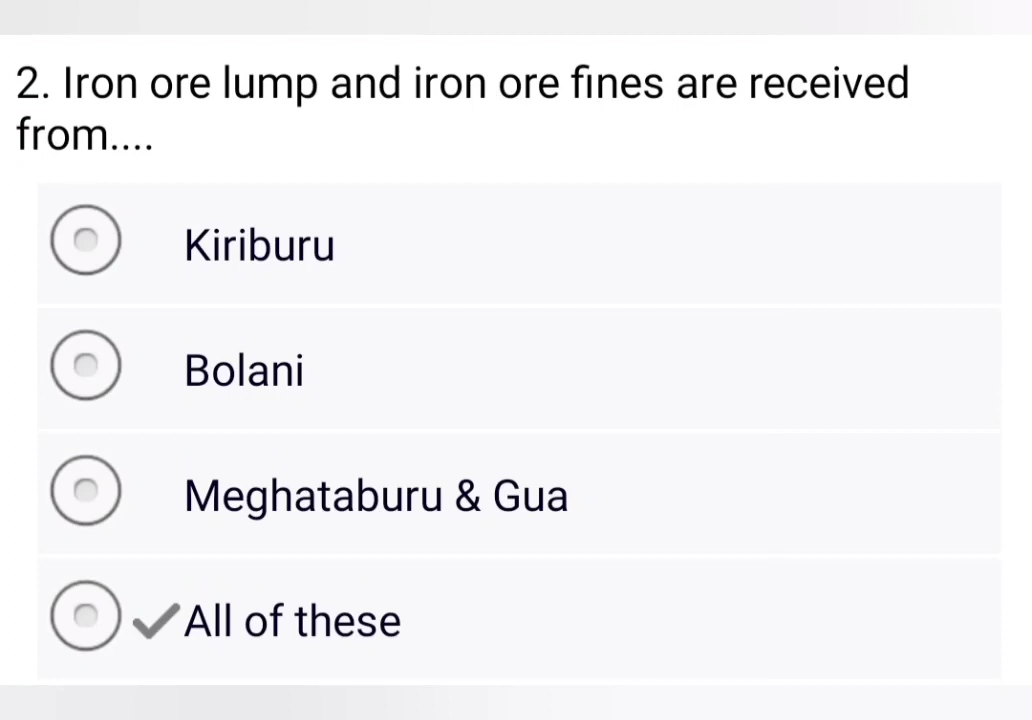 2. Iron ore lump and iron ore fines are received
from....
Kiriburu
Bolani
Meghataburu & Gua
All of these